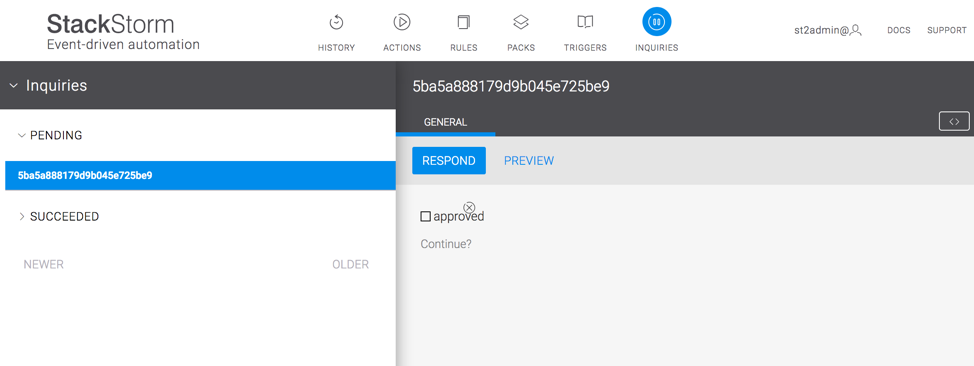 StackStorm
Event-driven automation
HISTORY
ACTIONS
RULES
PACKS
TRIGGERS
INQUIRIES
st2admin@
DOCS
SUPPORT
Inquiries
PENDING
5ba5a888179d9b045e725be9
SUCCEEDED
NEWER
OLDER
5ba5a888179d9b045e725be9
GENERAL
<>
RESPOND
PREVIEW
approved
Continue?